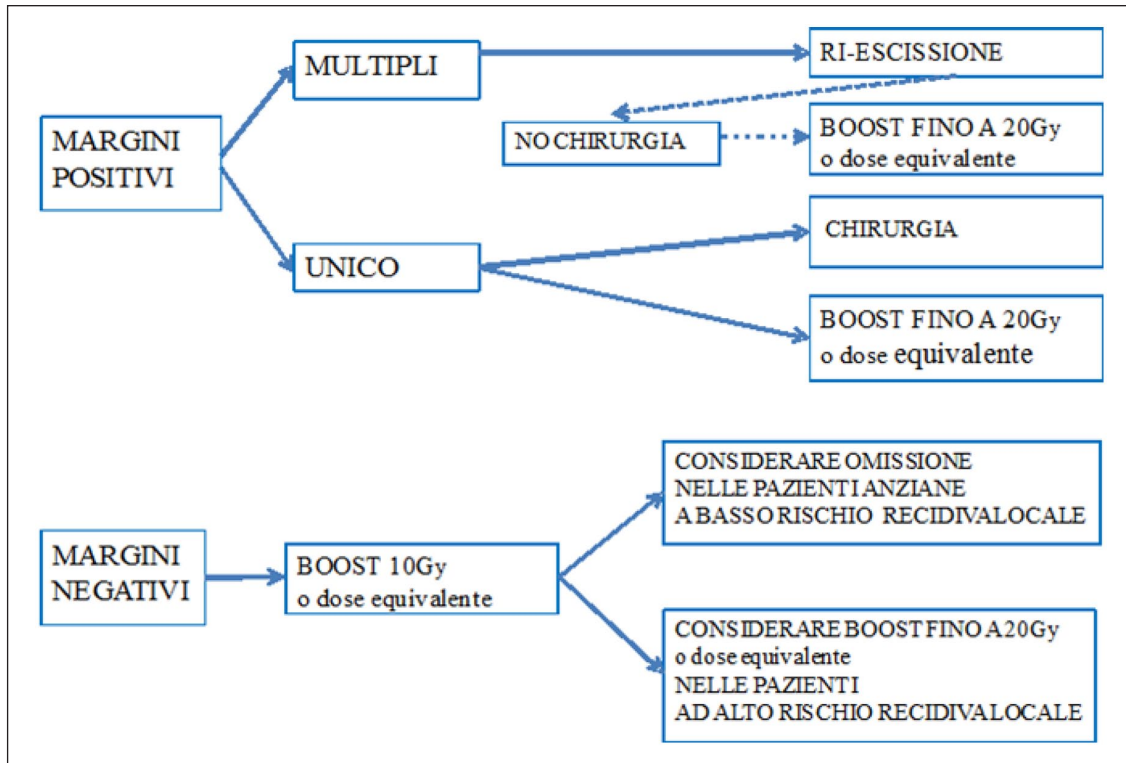 MULTIPLI
RI-ESCISSIONE
MARGINI
POSITIVI
NO CHIRURGIA
BOOST FINO A 20Gy
o dose equivalente
UNICO
CHIRURGIA
BOOST FINO A 20Gy
o dose equivalente
MARGINI
NEGATIVI
BOOST 10Gy
o dose equivalente
CONSIDERARE OMISSIONE
NELLE PAZIENTI ANZIANE
A BASSO RISCHIO RECIDIVA LOCALE
CONSIDERARE BOOST FINO A 20Gy
o dose equivalente
NELLE PAZIENTI
AD ALTO RISCHIO RECIDIVA LOCALE